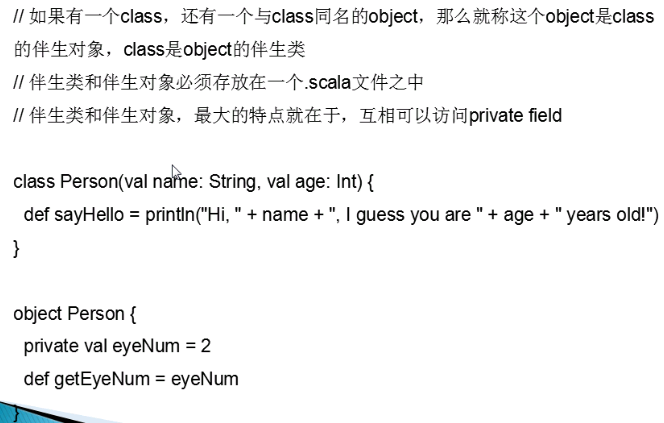 // 如果有一个class，还有一个与class同名的object，那么就称这个object是class
的伴生对象，class是object的伴生类
// 伴生类和伴生对象必须存放在一个.scala文件之中
// 伴生类和伴生对象，最大的特点就在于，互相可以访问private field
class Person(val name: String, val age: Int) {
  def sayHello = println("Hi, " + name + ", I guess you are " + age + " years old!")
}
object Person {
  private val eyeNum = 2
  def getEyeNum = eyeNum
}